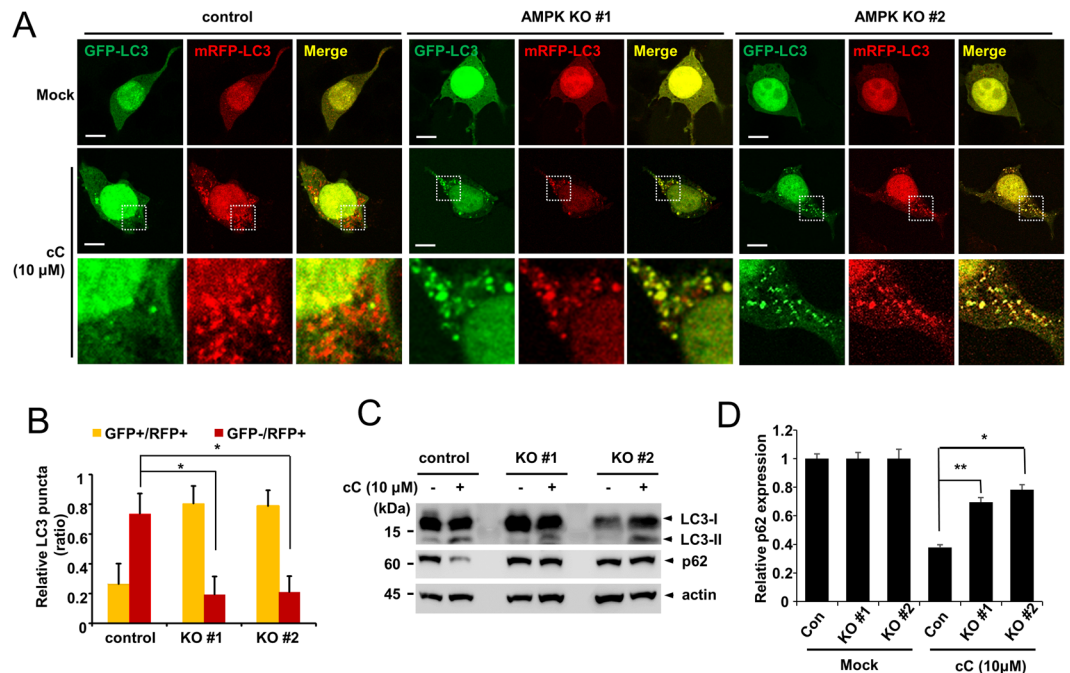 A
control
AMPK KO #1
AMPK KO #2
GFP-LC3 mRFP-LC3 Merge GFP-LC3 mRFP-LC3 Merge GFP-LC3 mRFP-LC3 Merge
Mock
cC
(10 µM)
B
GFP+/RFP+ GFP-/RFP+
Relative LC3 puncta
(ratio)
1
0.8
0.6
0.4
0.2
0
*
*
control KO #1 KO #2
C
control KO #1 KO #2
cC (10 µM) - + - + - +
(kDa)
15
60
45
LC3-I
LC3-II
p62
actin
D
Relative p62 expression
1.2
1
0.8
0.6
0.4
0.2
0
*
**
Con KO #1 KO #2 Con KO #1 KO #2
Mock cC (10µM)